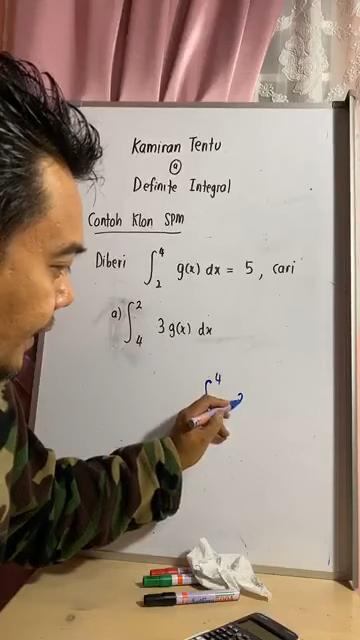 Kamiran Tentu
@
Definite Integral
Contoh Klon SPM
Diberi ∫₂⁴ g(x) dx = 5, cari
a) ∫₄² 3 g(x) dx
∫⁴